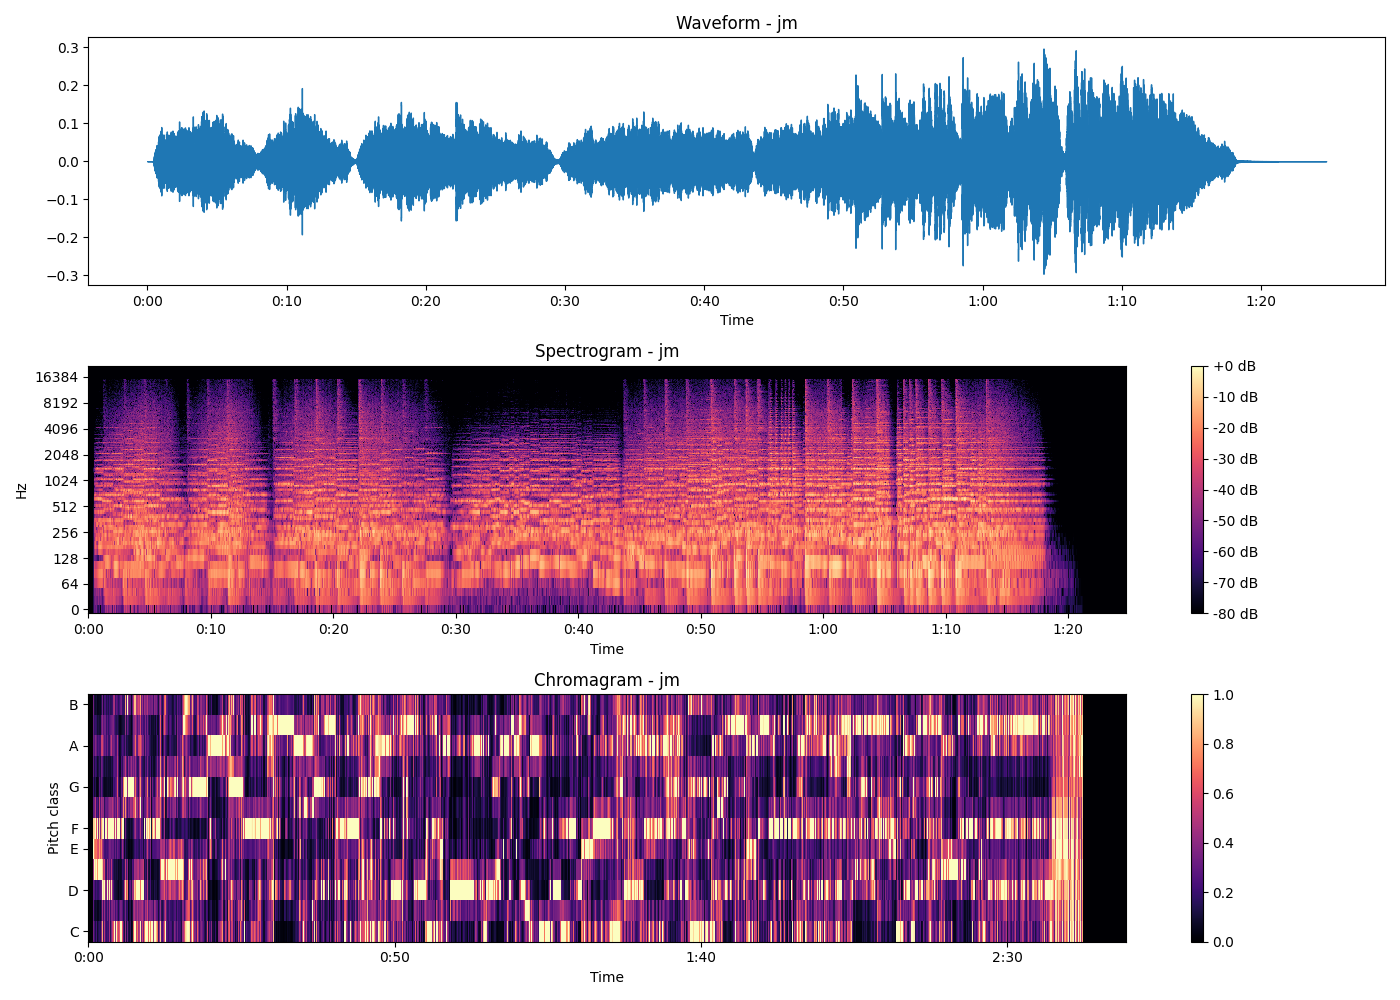 Waveform - jm
0.3
0.2
0.1
0.0
−0.1
−0.2
−0.3
0:00 0:10 0:20 0:30 0:40 0:50 1:00 1:10 1:20
Time
Spectrogram - jm
Hz
16384
8192
4096
2048
1024
512
256
128
64
0
0:00 0:10 0:20 0:30 0:40 0:50 1:00 1:10 1:20
Time
+0 dB
-10 dB
-20 dB
-30 dB
-40 dB
-50 dB
-60 dB
-70 dB
-80 dB
Chromagram - jm
Pitch class
B
A
G
F
E
D
C
0:00 0:50 1:40 2:30
Time
1.0
0.8
0.6
0.4
0.2
0.0